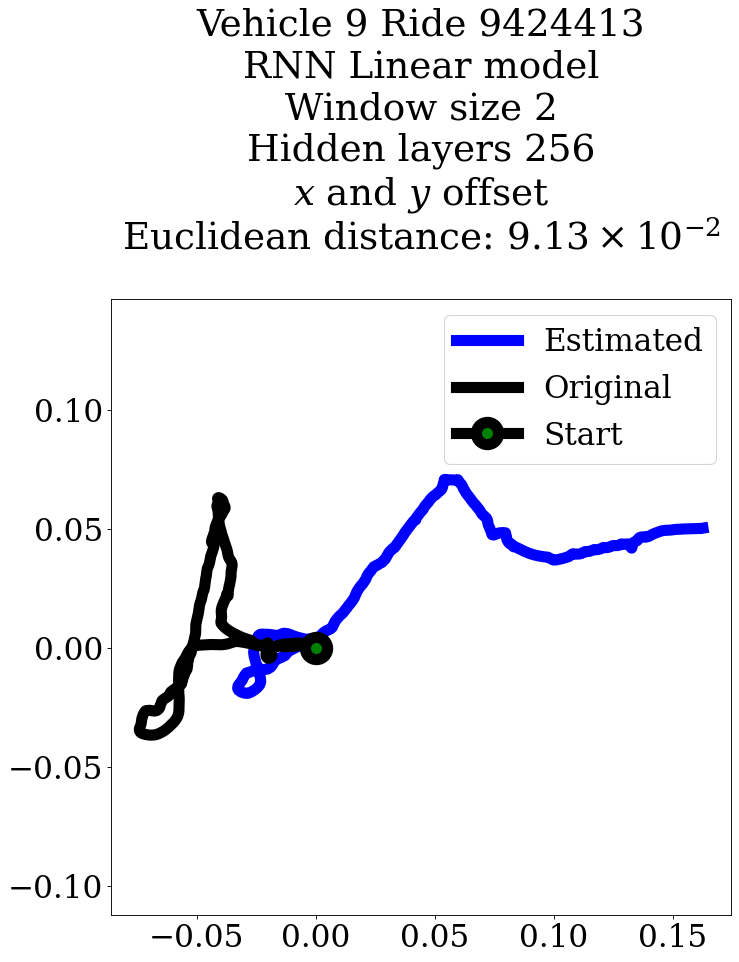 Vehicle 9 Ride 9424413
RNN Linear model
Window size 2
Hidden layers 256
x and y offset
Euclidean distance: 9.13 × 10⁻²
Estimated
Original
Start
0.10
0.05
0.00
−0.05
−0.10
−0.05 0.00 0.05 0.10 0.15